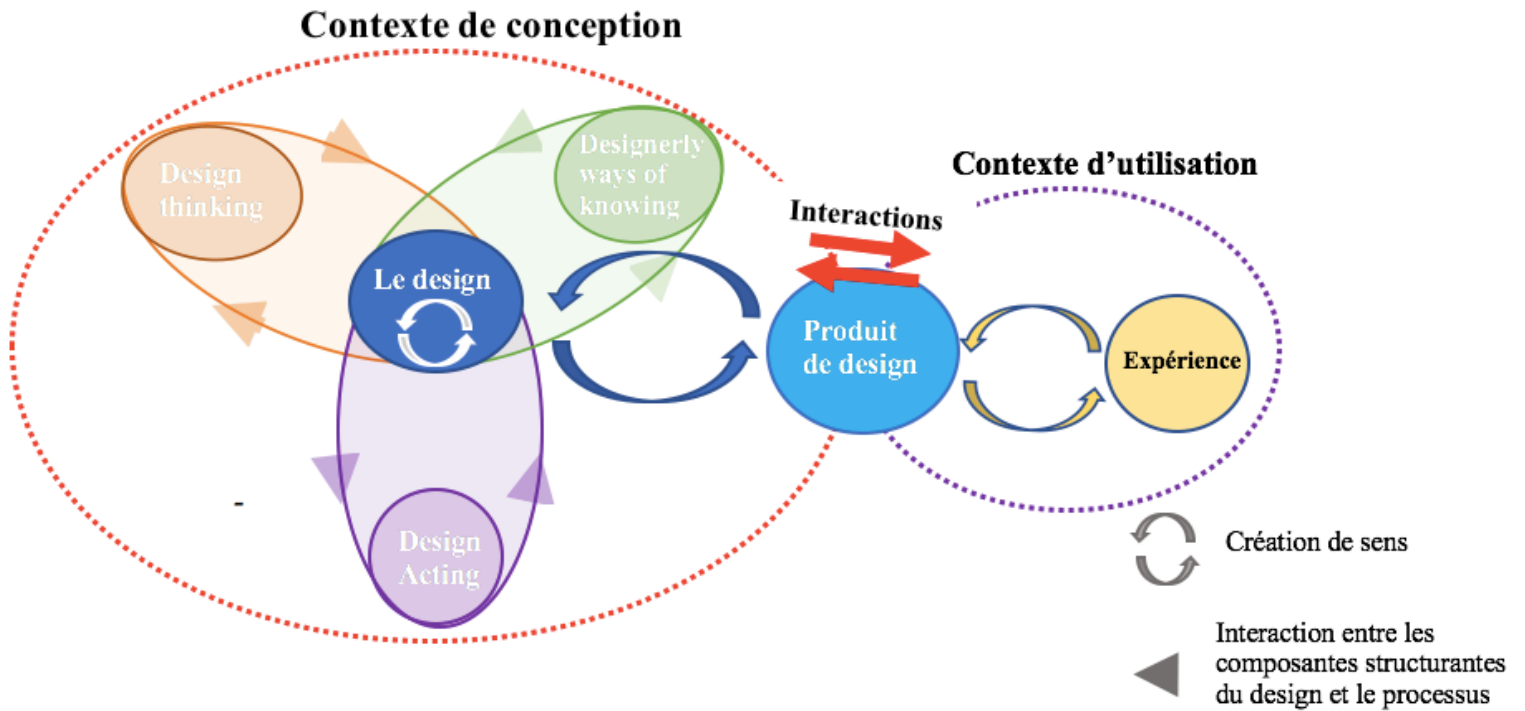 Contexte de conception
Design
thinking
Designerly
ways of
knowing
Le design
Design
Acting
Interactions
Contexte d’utilisation
Produit
de design
Expérience
-
Création de sens
Interaction entre les
composantes structurantes
du design et le processus